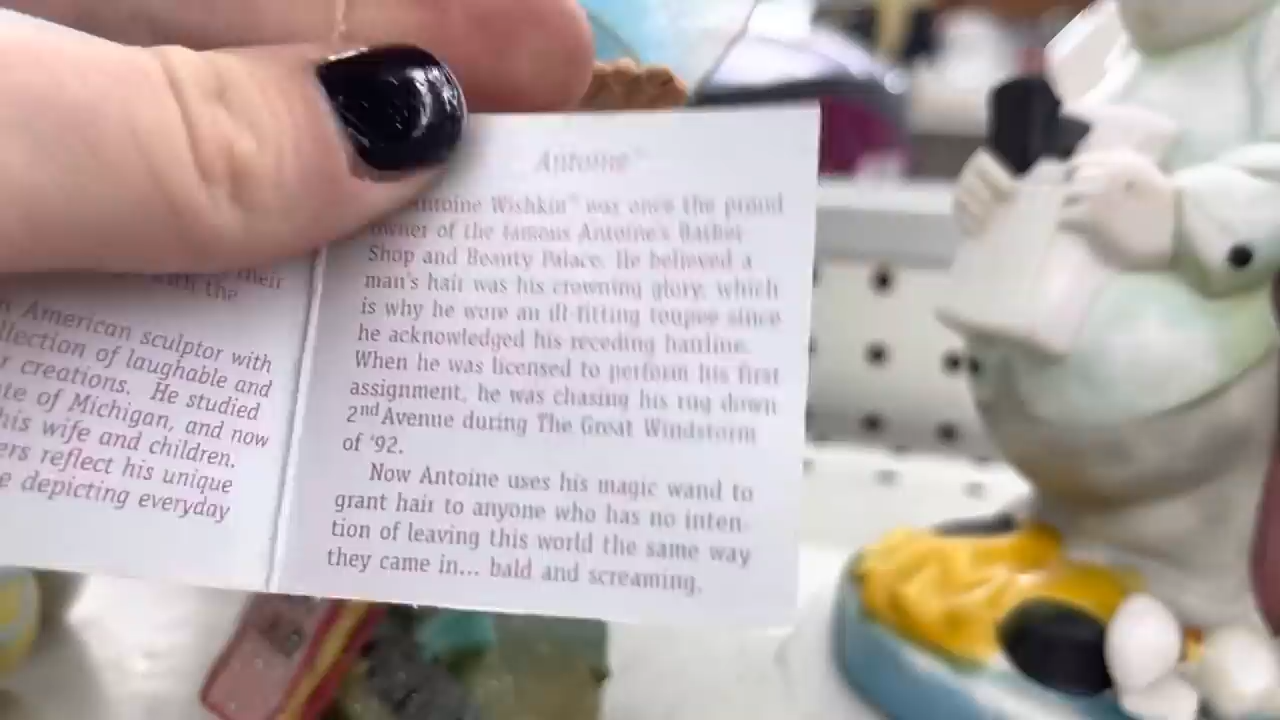 their
with the
American sculptor with
llection of laughable and
creations. He studied
te of Michigan, and now
his wife and children.
ers reflect his unique
e depicting everyday
Antoine™
Antoine Wishkin™ was once the proud
owner of the famous Antoine's Barber
Shop and Beauty Palace. He believed a
man's hair was his crowning glory, which
is why he wore an ill-fitting toupee since
he acknowledged his receding hairline.
When he was licensed to perform his first
assignment, he was chasing his rug down
2nd Avenue during The Great Windstorm
of '92.
Now Antoine uses his magic wand to
grant hair to anyone who has no inten-
tion of leaving this world the same way
they came in... bald and screaming.